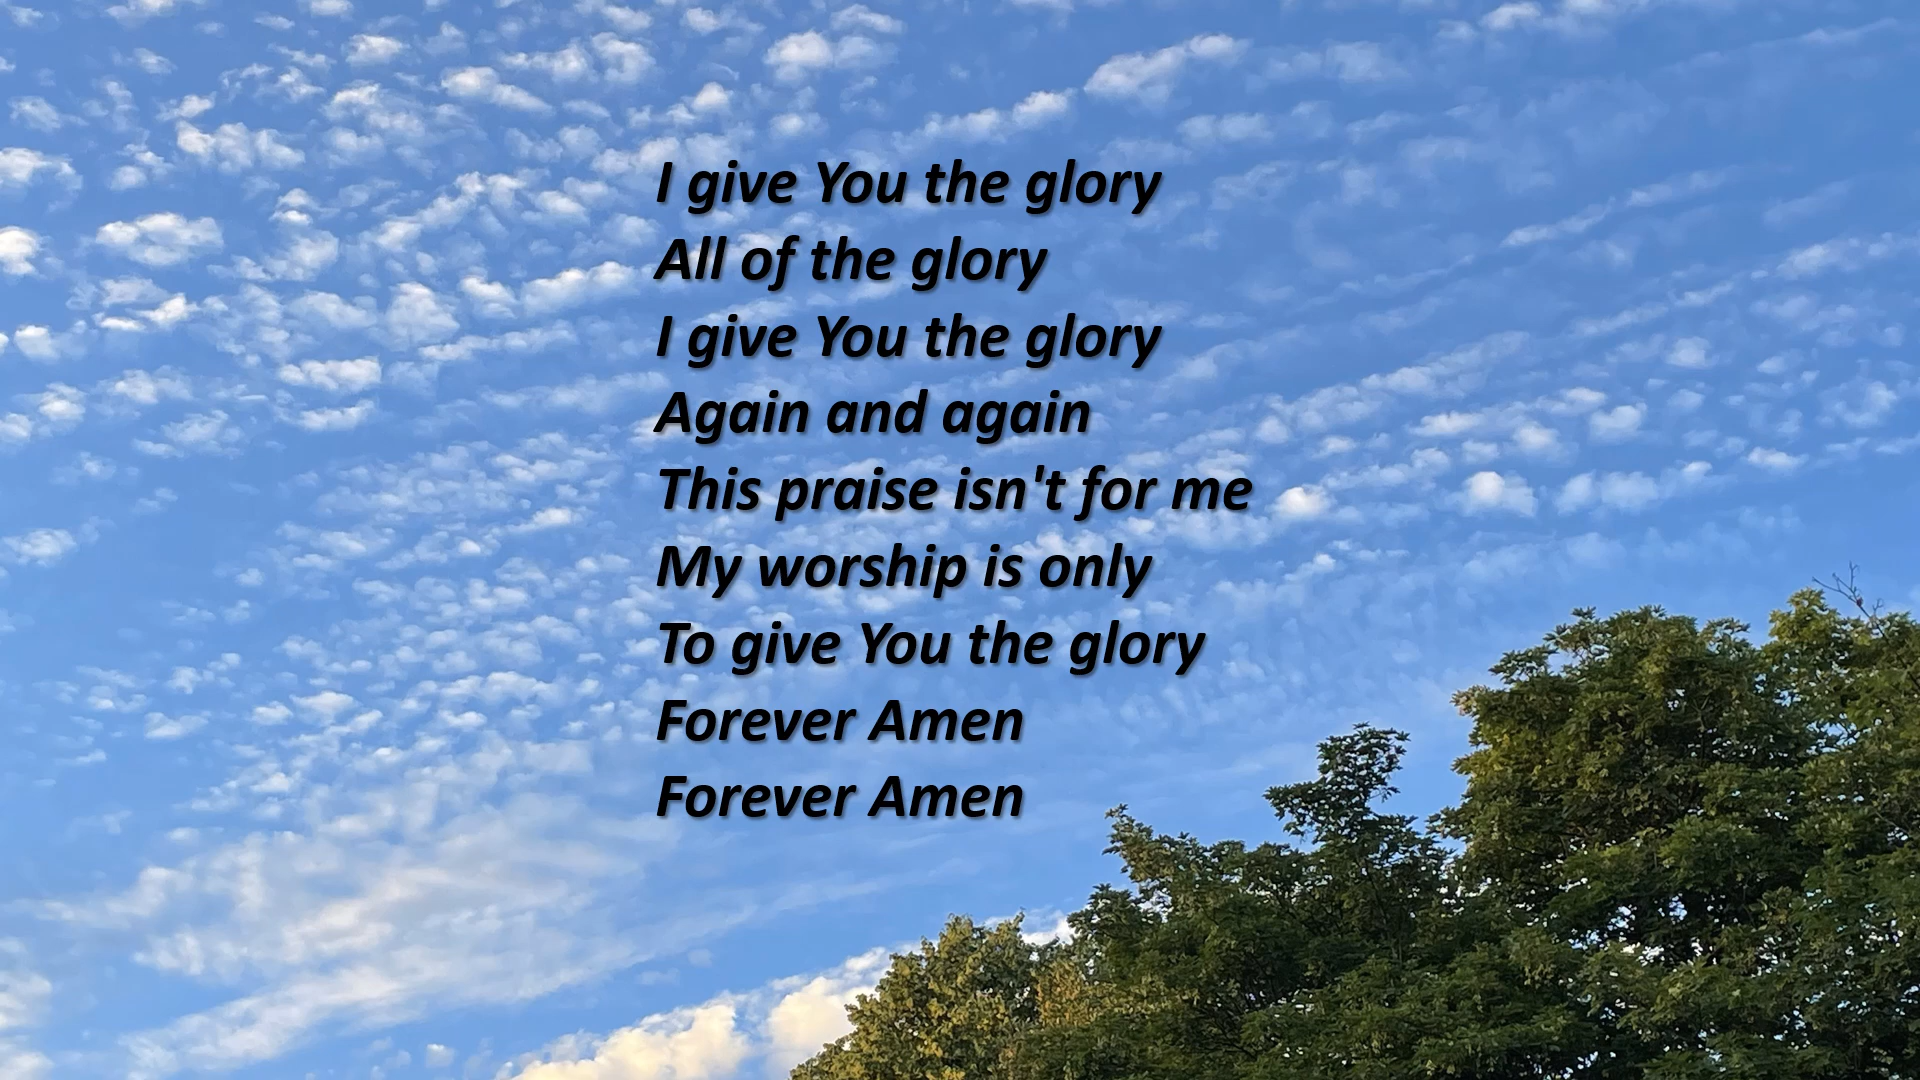 I give You the glory
All of the glory
I give You the glory
Again and again
This praise isn't for me
My worship is only
To give You the glory
Forever Amen
Forever Amen